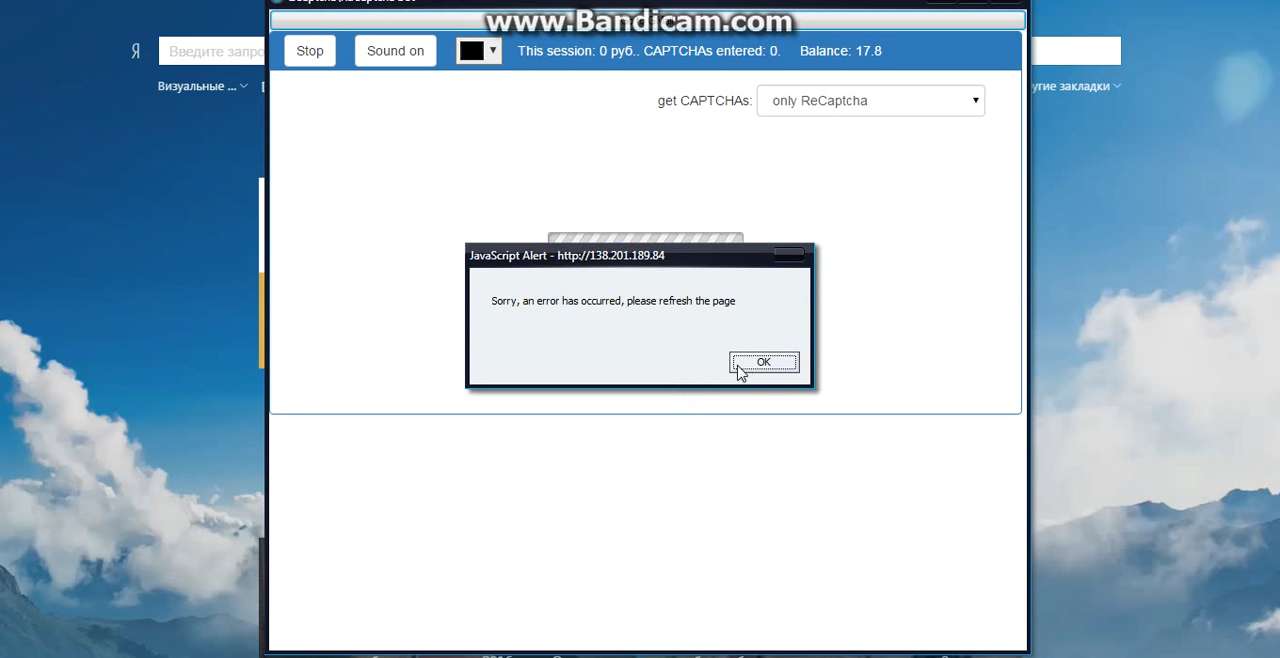 www.Bandicam.com
Я
Введите запро
Stop
Sound on
This session: 0 руб.. CAPTCHAs entered: 0.
Balance: 17.8
Визуальные ...
угие закладки
get CAPTCHAs:
only ReCaptcha
JavaScript Alert - http://138.201.189.84
Sorry, an error has occurred, please refresh the page
OK